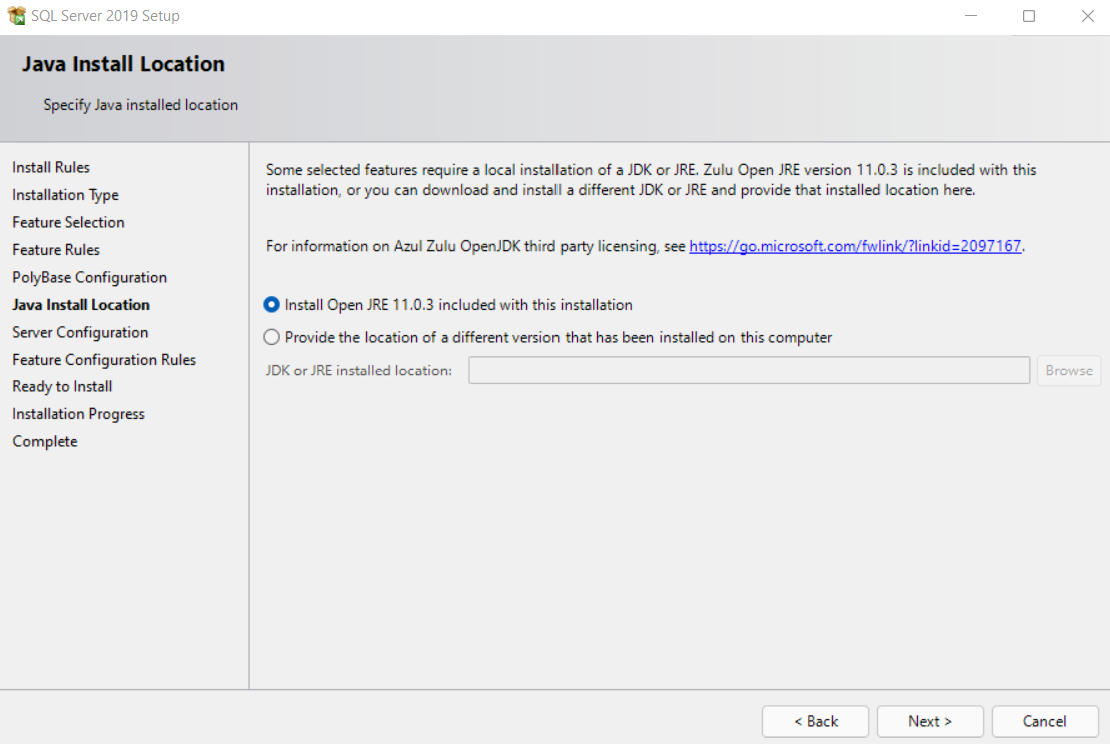 SQL Server 2019 Setup
Java Install Location
Specify Java installed location
Install Rules
Installation Type
Feature Selection
Feature Rules
PolyBase Configuration
Java Install Location
Server Configuration
Feature Configuration Rules
Ready to Install
Installation Progress
Complete
Some selected features require a local installation of a JDK or JRE. Zulu Open JRE version 11.0.3 is included with this
installation, or you can download and install a different JDK or JRE and provide that installed location here.
For information on Azul Zulu OpenJDK third party licensing, see https://go.microsoft.com/fwlink/?linkid=2097167.
Install Open JRE 11.0.3 included with this installation
Provide the location of a different version that has been installed on this computer
JDK or JRE installed location:
Browse
< Back
Next >
Cancel